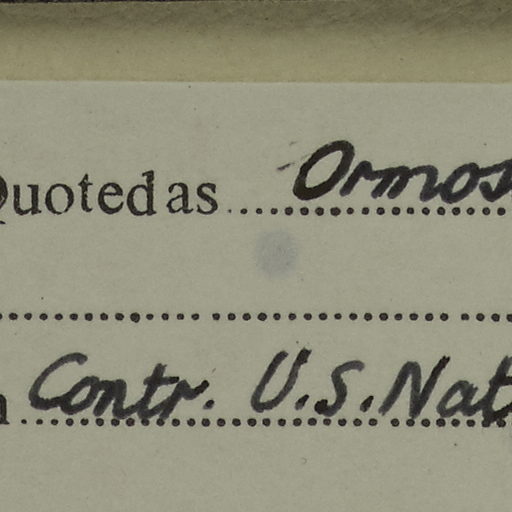 Quoted as Ormos
Contr. U.S. Nat